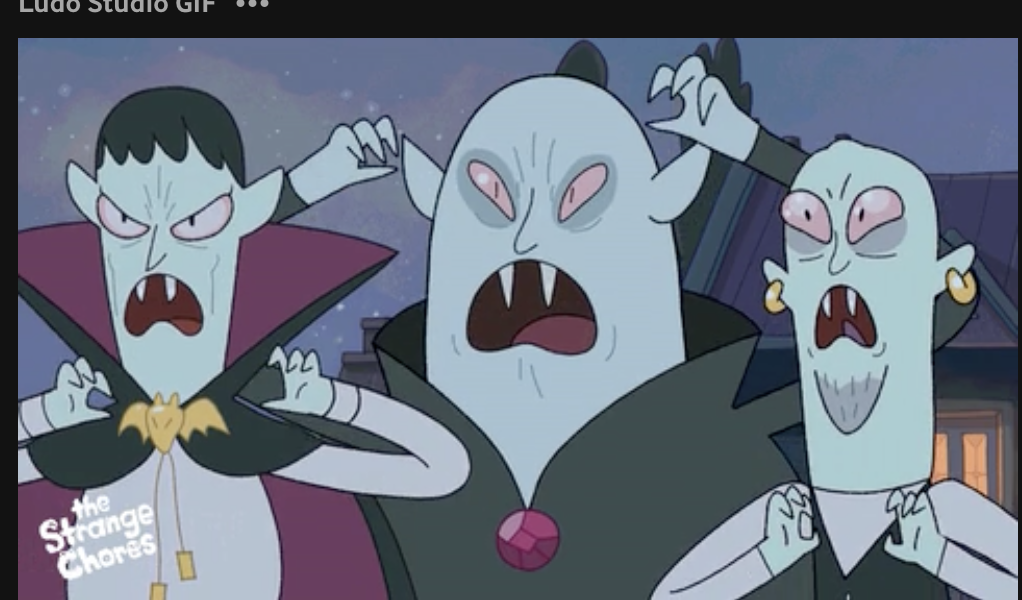 Ludo Studio GIF •••
the
Strange
Chores